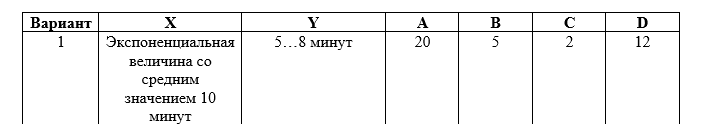 Вариант X Y A B C D
1 Экспоненциальная 5…8 минут 20 5 2 12
величина со
средним
значением 10
минут